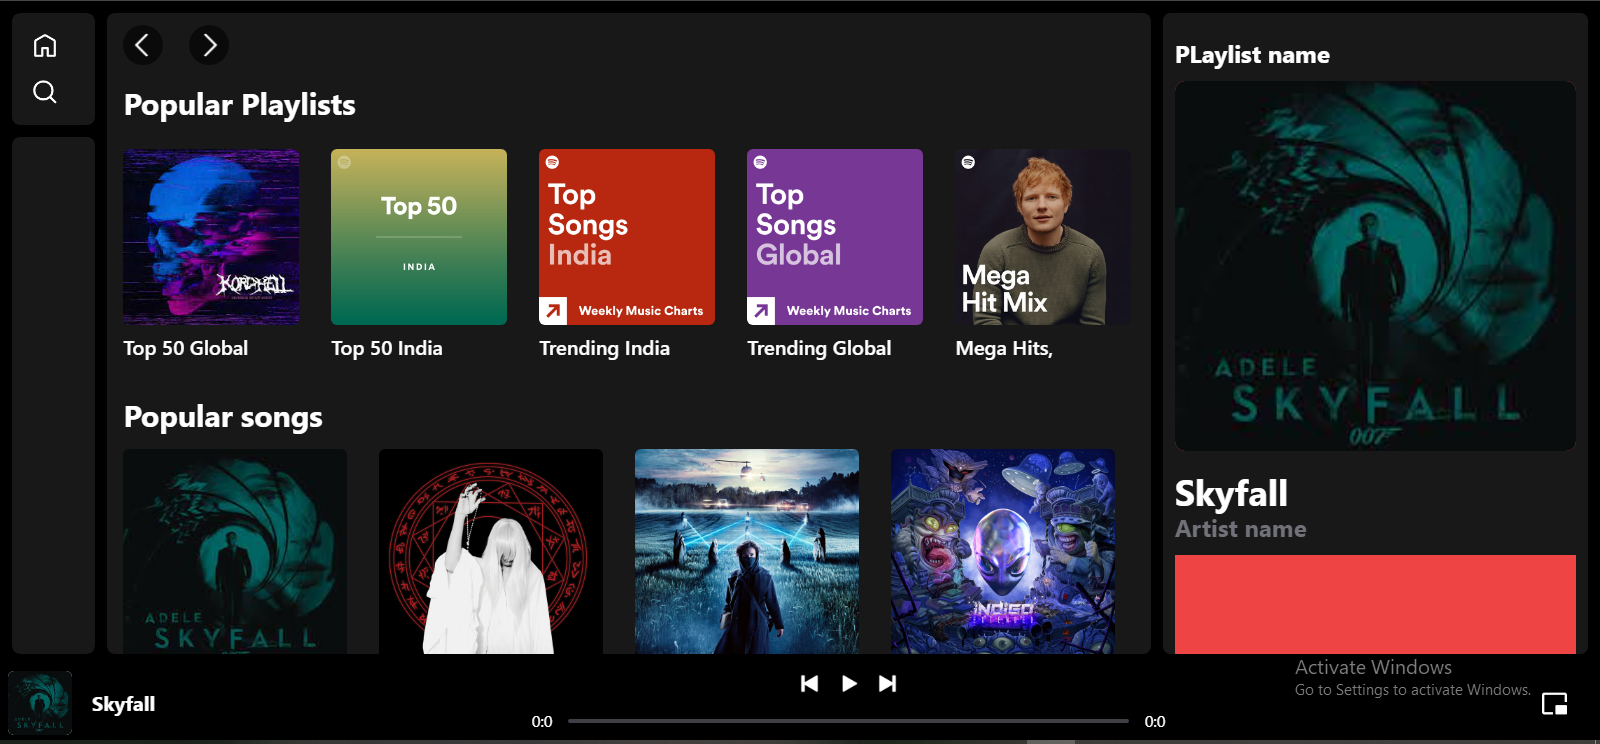 Popular Playlists
KORDHELL
Top 50
INDIA
Top
Songs
India
Weekly Music Charts
Top
Songs
Global
Weekly Music Charts
Mega
Hit Mix
Top 50 Global
Top 50 India
Trending India
Trending Global
Mega Hits,
Popular songs
ADELE
SKYFALL
INDIGO
PLaylist name
ADELE
SKYFALL
007
Skyfall
Artist name
Activate Windows
Go to Settings to activate Windows.
SKYFALL
Skyfall
0:0
0:0